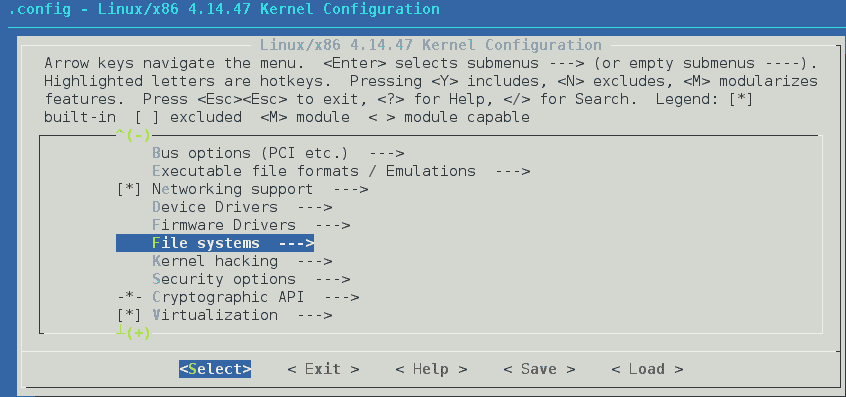 .config - Linux/x86 4.14.47 Kernel Configuration
Linux/x86 4.14.47 Kernel Configuration
Arrow keys navigate the menu.  <Enter> selects submenus ---> (or empty submenus ----).
Highlighted letters are hotkeys.  Pressing <Y> includes, <N> excludes, <M> modularizes
features.  Press <Esc><Esc> to exit, <?> for Help, </> for Search.  Legend: [*]
built-in  [ ] excluded  <M> module  < > module capable
^(-)
Bus options (PCI etc.)  --->
Executable file formats / Emulations  --->
[*] Networking support  --->
Device Drivers  --->
Firmware Drivers  --->
File systems  --->
Kernel hacking  --->
Security options  --->
-*- Cryptographic API  --->
[*] Virtualization  --->
┴(+)
<Select>    < Exit >    < Help >    < Save >    < Load >